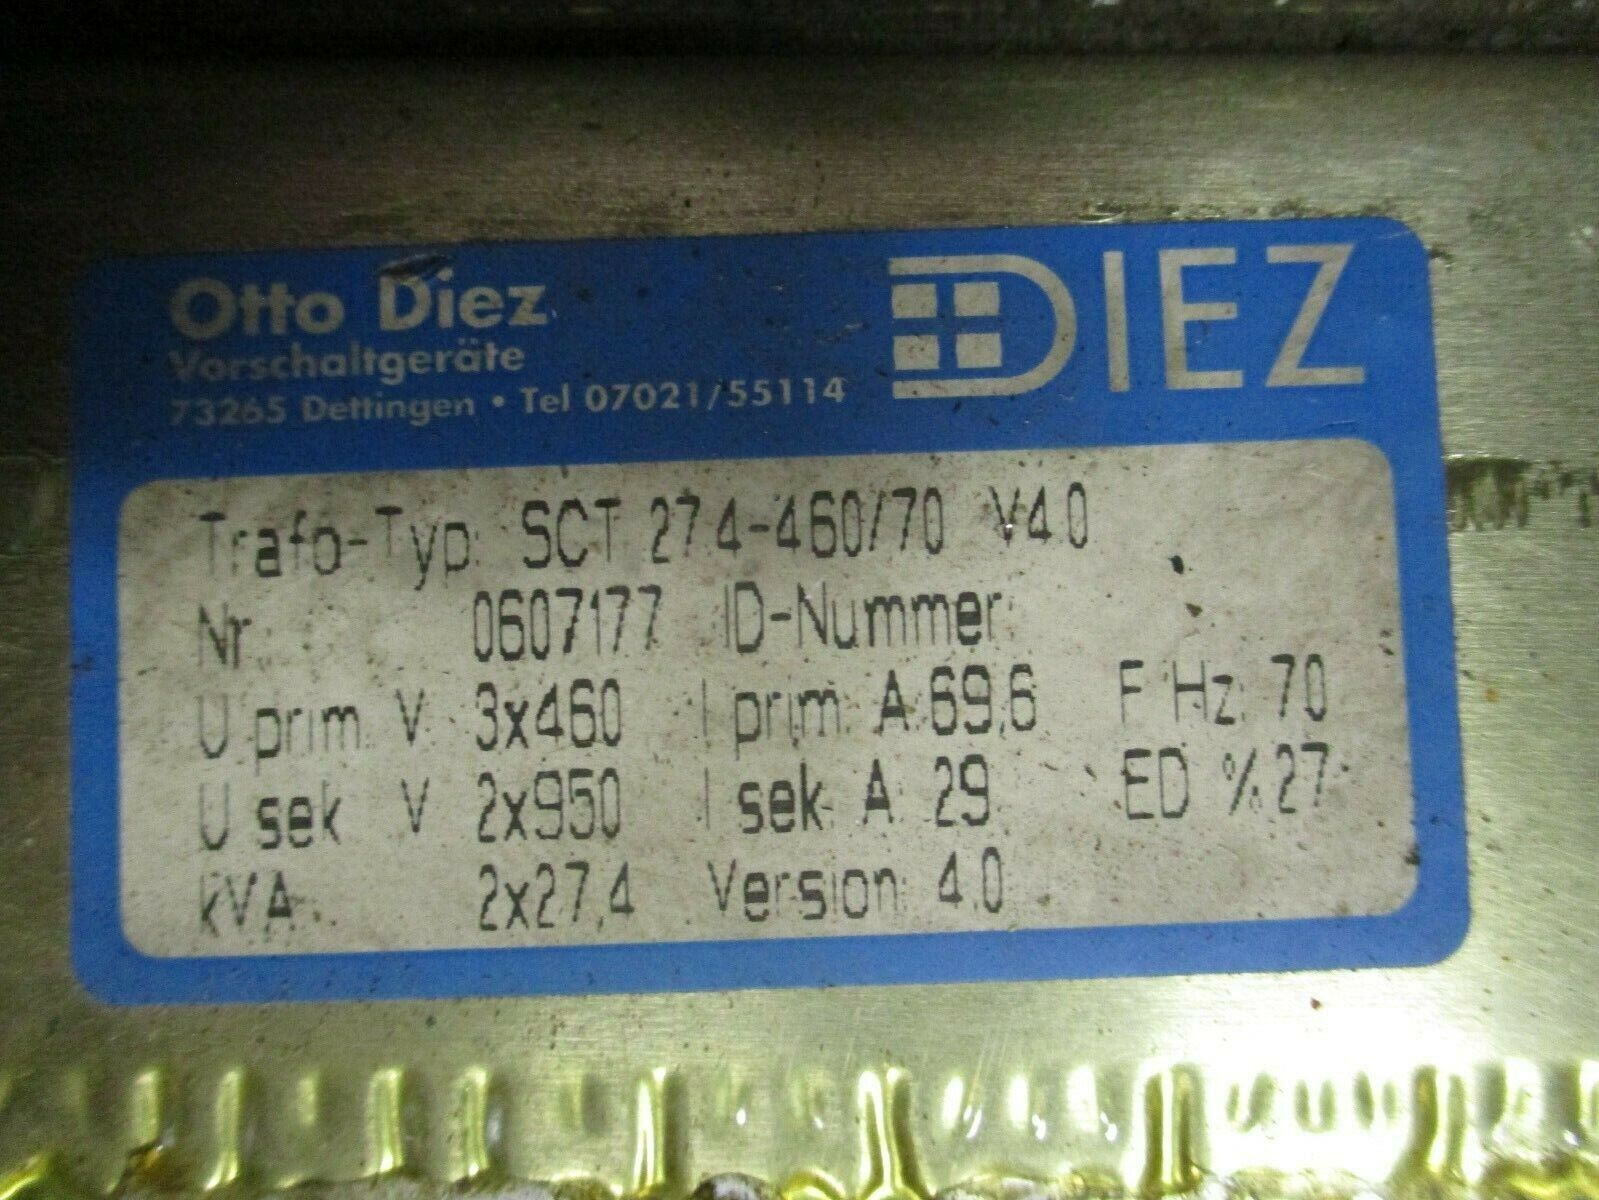 Otto Diez
Vorschaltgeräte
73265 Dettingen • Tel 07021/55114
DIEZ
Trafo-Typ: SCT 27.4-460/70 V4.0
Nr.: 0607177 ID-Nummer:
U prim. V: 3x460 I prim. A: 69,6 F Hz: 70
U sek. V: 2x950 I sek. A: 29 ED %: 27
kVA: 2x27,4 Version: 4.0